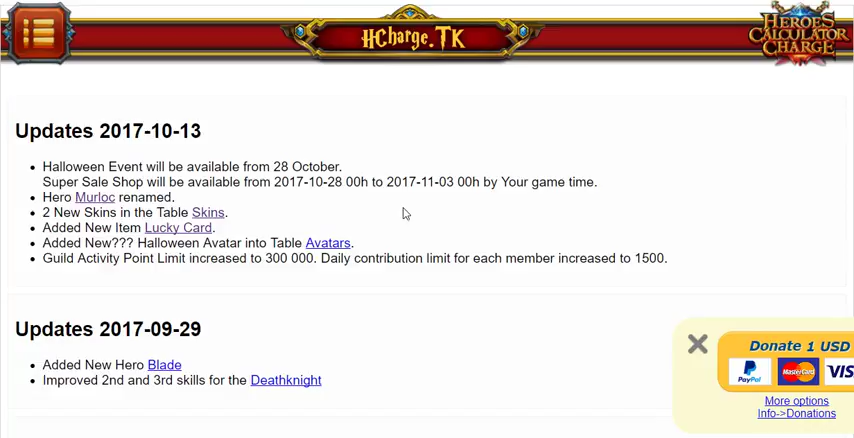 HCharge.TK
HEROES
CALCULATOR
CHARGE
Updates 2017-10-13
Halloween Event will be available from 28 October.
Super Sale Shop will be available from 2017-10-28 00h to 2017-11-03 00h by Your game time.
Hero Murloc renamed.
2 New Skins in the Table Skins.
Added New Item Lucky Card.
Added New??? Halloween Avatar into Table Avatars.
Guild Activity Point Limit increased to 300 000. Daily contribution limit for each member increased to 1500.
Updates 2017-09-29
Added New Hero Blade
Improved 2nd and 3rd skills for the Deathknight
Donate 1 USD
PayPal MasterCard VIS
More options
Info->Donations